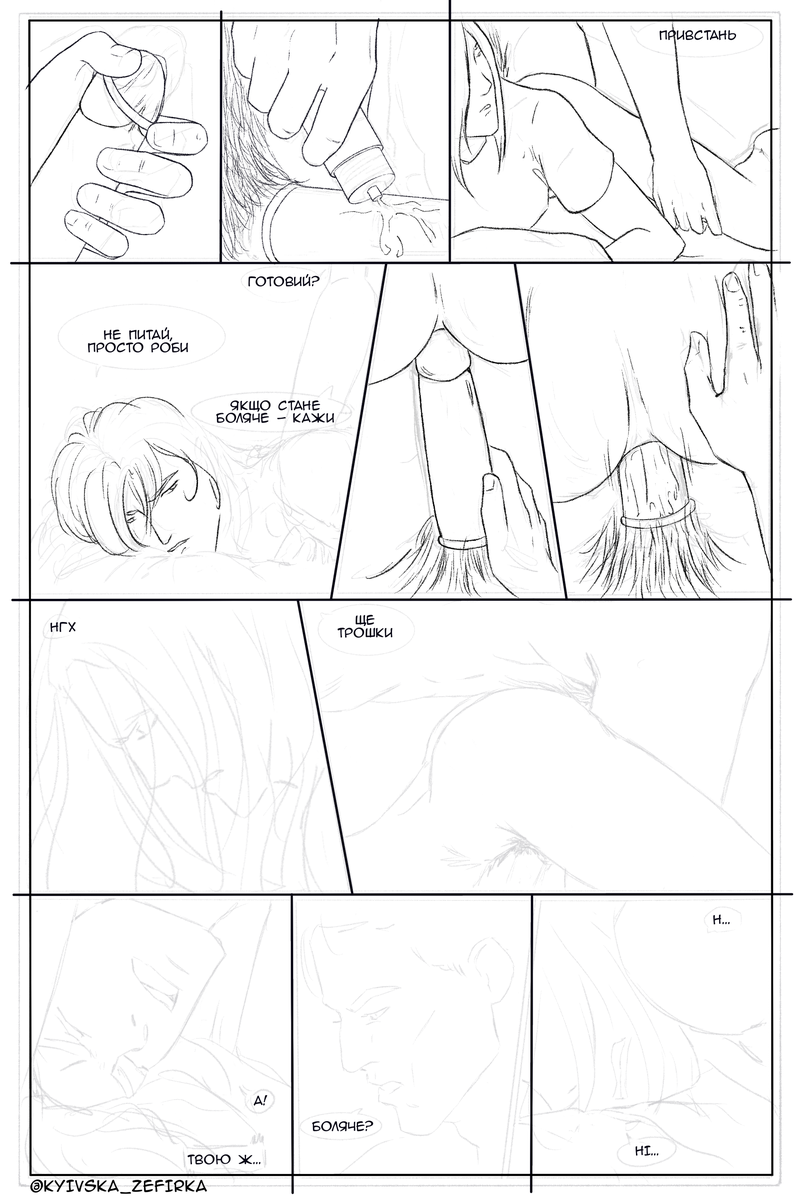 ПРИВСТАНЬ
ГОТОВИЙ?
НЕ ПИТАЙ,
ПРОСТО РОБИ
ЯКЩО СТАНЕ
БОЛЯЧЕ – КАЖИ
НГХ
ЩЕ
ТРОШКИ
А!
ТВОЮ Ж...
БОЛЯЧЕ?
Н...
НІ...
@KYIVSKA_ZEFIRKA